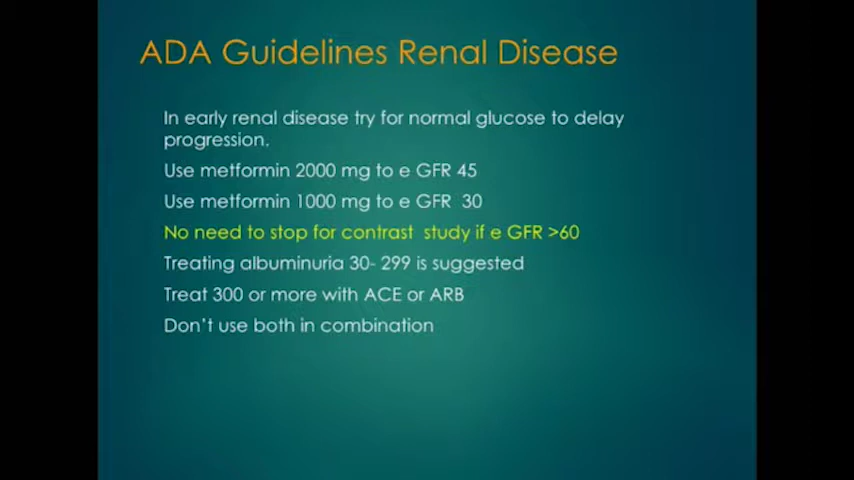 ADA Guidelines Renal Disease
In early renal disease try for normal glucose to delay
progression.
Use metformin 2000 mg to e GFR 45
Use metformin 1000 mg to e GFR 30
No need to stop for contrast study if e GFR >60
Treating albuminuria 30- 299 is suggested
Treat 300 or more with ACE or ARB
Don't use both in combination